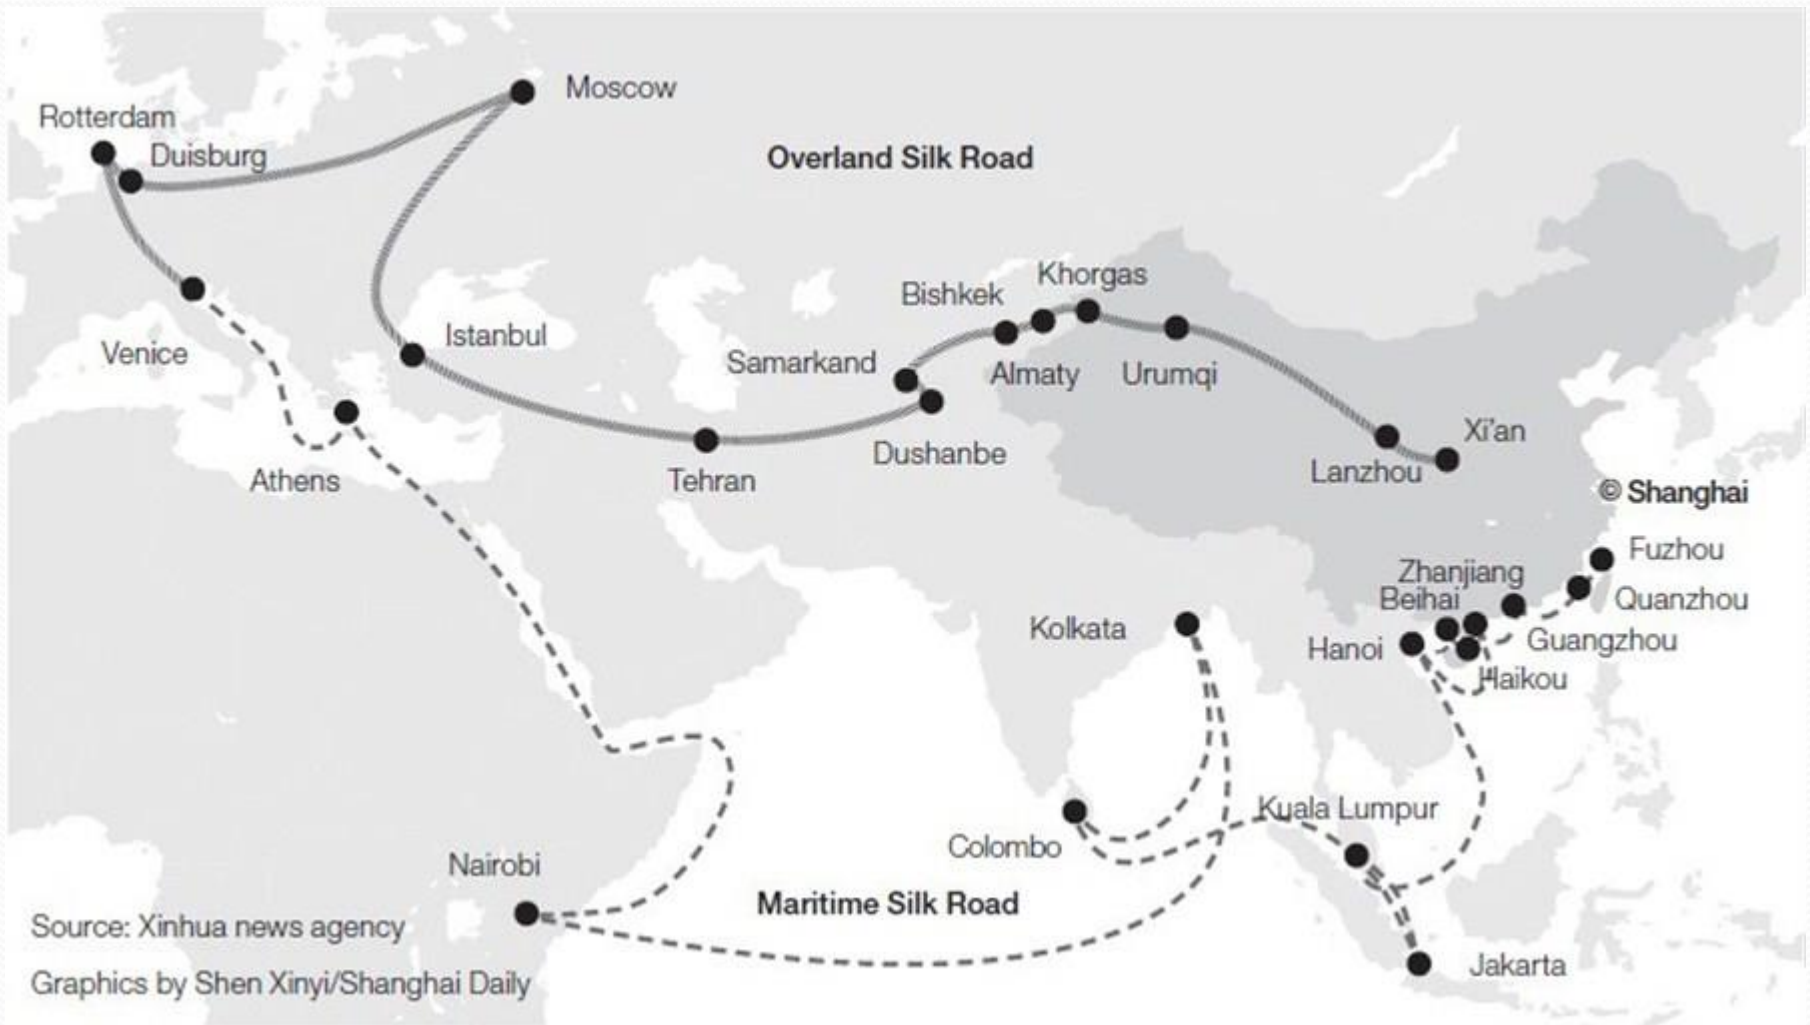 Moscow
Rotterdam
Duisburg
Overland Silk Road
Khorgas
Bishkek
Istanbul
Venice
Samarkand
Almaty
Urumqi
Xi'an
Dushanbe
Lanzhou
Athens
Tehran
© Shanghai
Fuzhou
Zhanjiang
Beihai
Quanzhou
Kolkata
Guangzhou
Hanoi
Haikou
Kuala Lumpur
Colombo
Nairobi
Maritime Silk Road
Source: Xinhua news agency
Jakarta
Graphics by Shen Xinyi/Shanghai Daily